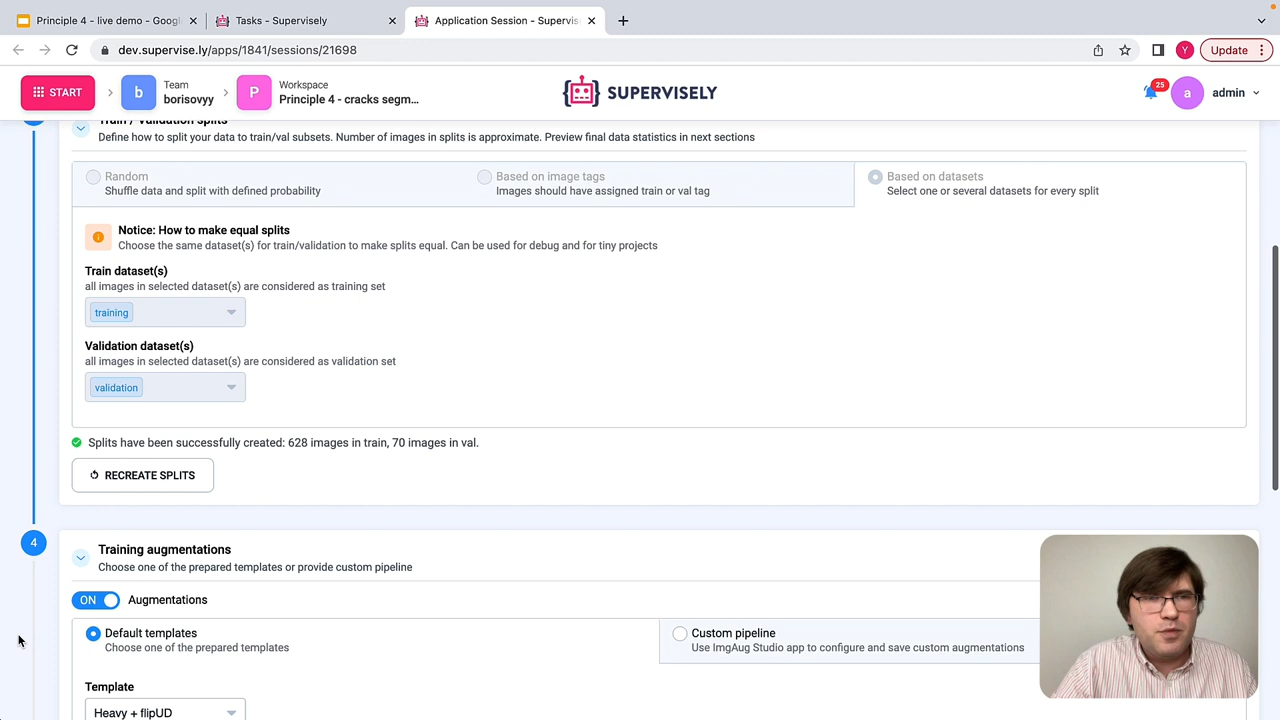 Principle 4 - live demo - Googl
Tasks - Supervisely
Application Session - Supervis
dev.supervise.ly/apps/1841/sessions/21698
Y
Update
START
b
Team
borisovyy
P
Workspace
Principle 4 - cracks segm...
SUPERVISELY
25
a
admin
Train / Validation splits
Define how to split your data to train/val subsets. Number of images in splits is approximate. Preview final data statistics in next sections
Random
Shuffle data and split with defined probability
Based on image tags
Images should have assigned train or val tag
Based on datasets
Select one or several datasets for every split
Notice: How to make equal splits
Choose the same dataset(s) for train/validation to make splits equal. Can be used for debug and for tiny projects
Train dataset(s)
all images in selected dataset(s) are considered as training set
training
Validation dataset(s)
all images in selected dataset(s) are considered as validation set
validation
Splits have been successfully created: 628 images in train, 70 images in val.
RECREATE SPLITS
4
Training augmentations
Choose one of the prepared templates or provide custom pipeline
ON
Augmentations
Default templates
Choose one of the prepared templates
Custom pipeline
Use ImgAug Studio app to configure and save custom augmentations
Template
Heavy + flipUD